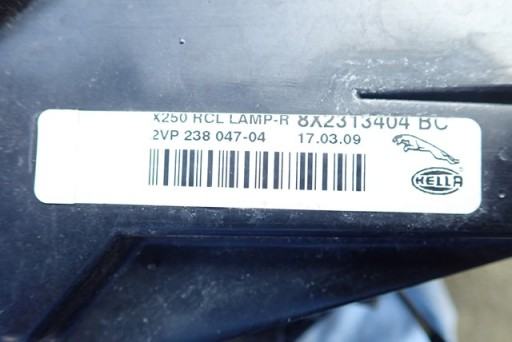 X250 RCL LAMP-R 8X2313404 BC
2VP 238 047-04 17.03.09
HELLA